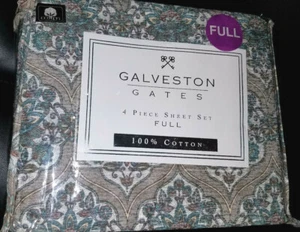 FULL
GALVESTON
GATES
4 Piece Sheet Set
FULL
100% COTTON